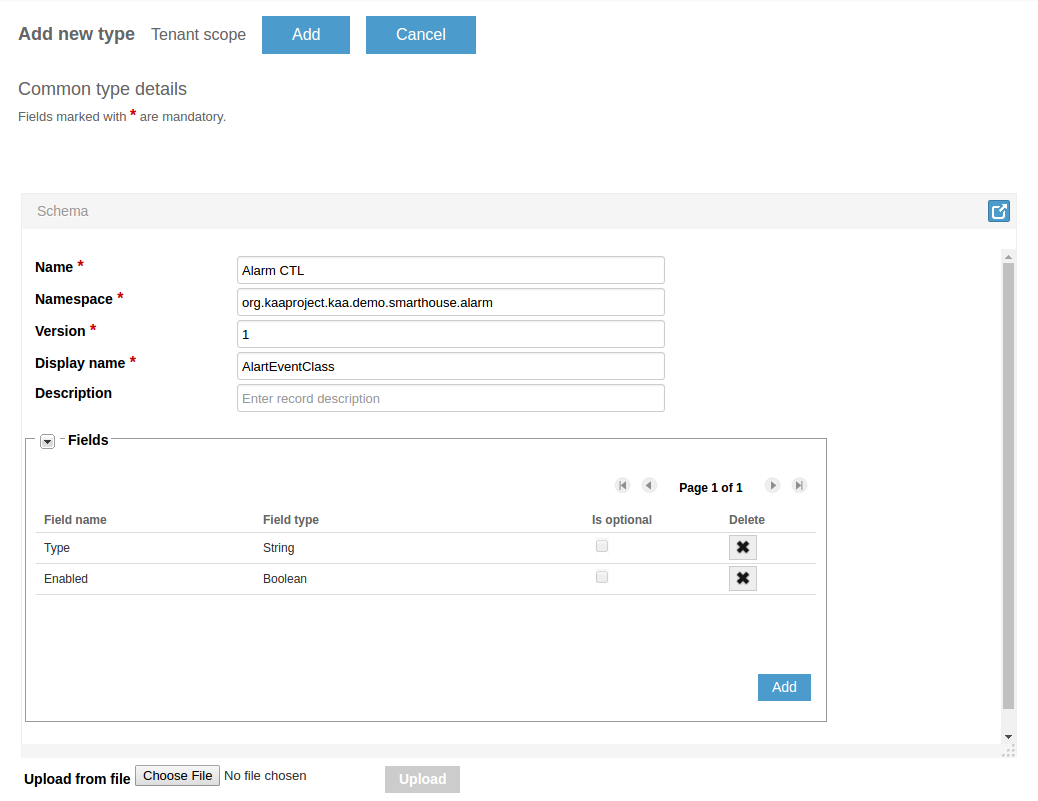 Add new type Tenant scope Add Cancel
Common type details
Fields marked with * are mandatory.
Schema
Name * Alarm CTL
Namespace * org.kaaproject.kaa.demo.smarthouse.alarm
Version * 1
Display name * AlartEventClass
Description Enter record description
Fields
Page 1 of 1
Field name Field type Is optional Delete
Type String
Enabled Boolean
Add
Upload from file Choose File No file chosen Upload